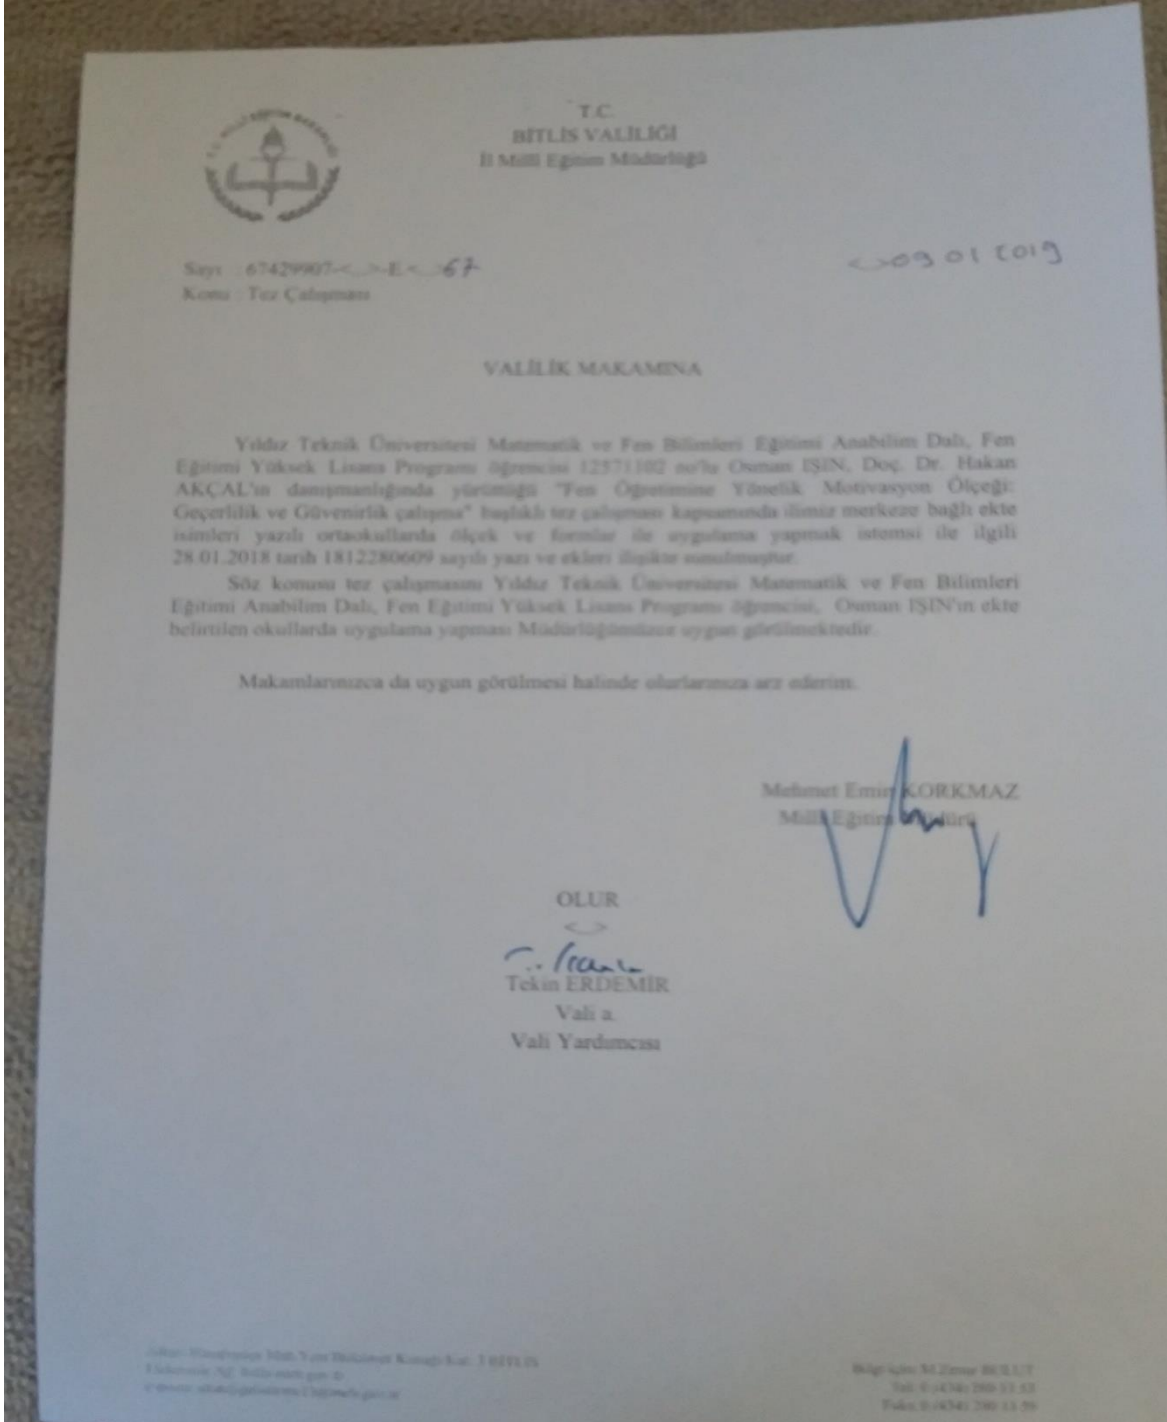 T.C.
BİTLİS VALİLİĞİ
İl Millî Eğitim Müdürlüğü
Sayı : 67429907-<...>-E<...>67
<...>09 01 2019
Konu : Tez Çalışması
VALİLİK MAKAMINA
Yıldız Teknik Üniversitesi Matematik ve Fen Bilimleri Eğitimi Anabilim Dalı, Fen
Eğitimi Yüksek Lisans Programı öğrencisi 12571102 no'lu Osman IŞIN, Doç. Dr. Hakan
AKÇAL'ın danışmanlığında yürüttüğü "Fen Öğretimine Yönelik Motivasyon Ölçeği:
Geçerlilik ve Güvenirlik çalışma" başlıklı tez çalışması kapsamında ilimiz merkeze bağlı ekte
isimleri yazılı ortaokullarda ölçek ve formlar ile uygulama yapmak istemsi ile ilgili
28.01.2018 tarih 1812280609 sayılı yazı ve ekleri ilişikte sunulmuştur.
Söz konusu tez çalışmasını Yıldız Teknik Üniversitesi Matematik ve Fen Bilimleri
Eğitimi Anabilim Dalı, Fen Eğitimi Yüksek Lisans Programı öğrencisi, Osman IŞIN'ın ekte
belirtilen okullarda uygulama yapması Müdürlüğümüzce uygun görülmektedir.
Makamlarınızca da uygun görülmesi halinde olurlarınıza arz ederim.
Mehmet Emin KORKMAZ
Millî Eğitim Müdürü
OLUR
<...>
Tekin ERDEMİR
Vali a.
Vali Yardımcısı